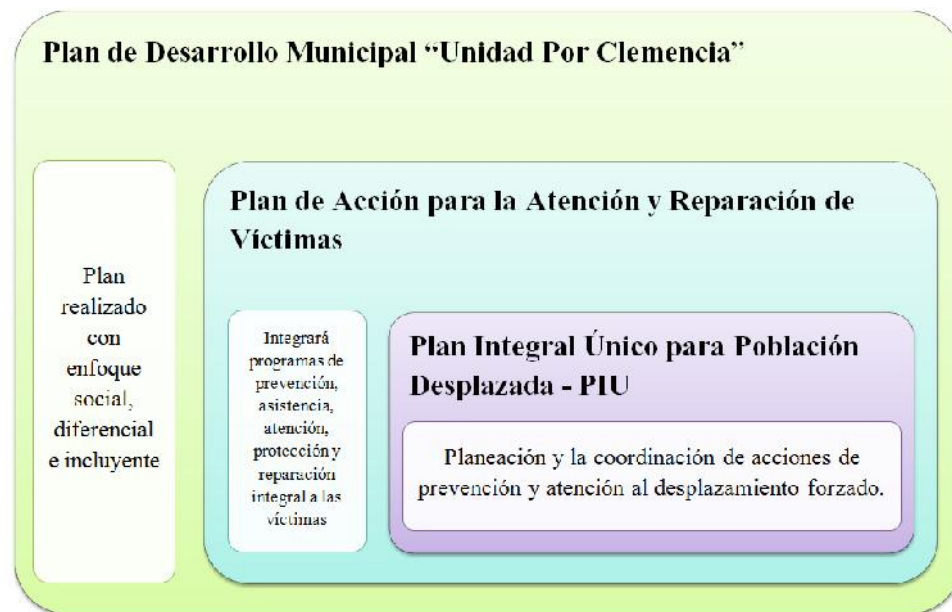 Plan de Desarrollo Municipal “Unidad Por Clemencia”
Plan
realizado
con
enfoque
social,
diferencial
e incluyente
Plan de Acción para la Atención y Reparación de
Víctimas
Integrará
programas de
prevención,
asistencia,
atención,
protección y
reparación
integral a las
víctimas
Plan Integral Único para Población
Desplazada - PIU
Planeación y la coordinación de acciones de
prevención y atención al desplazamiento forzado.